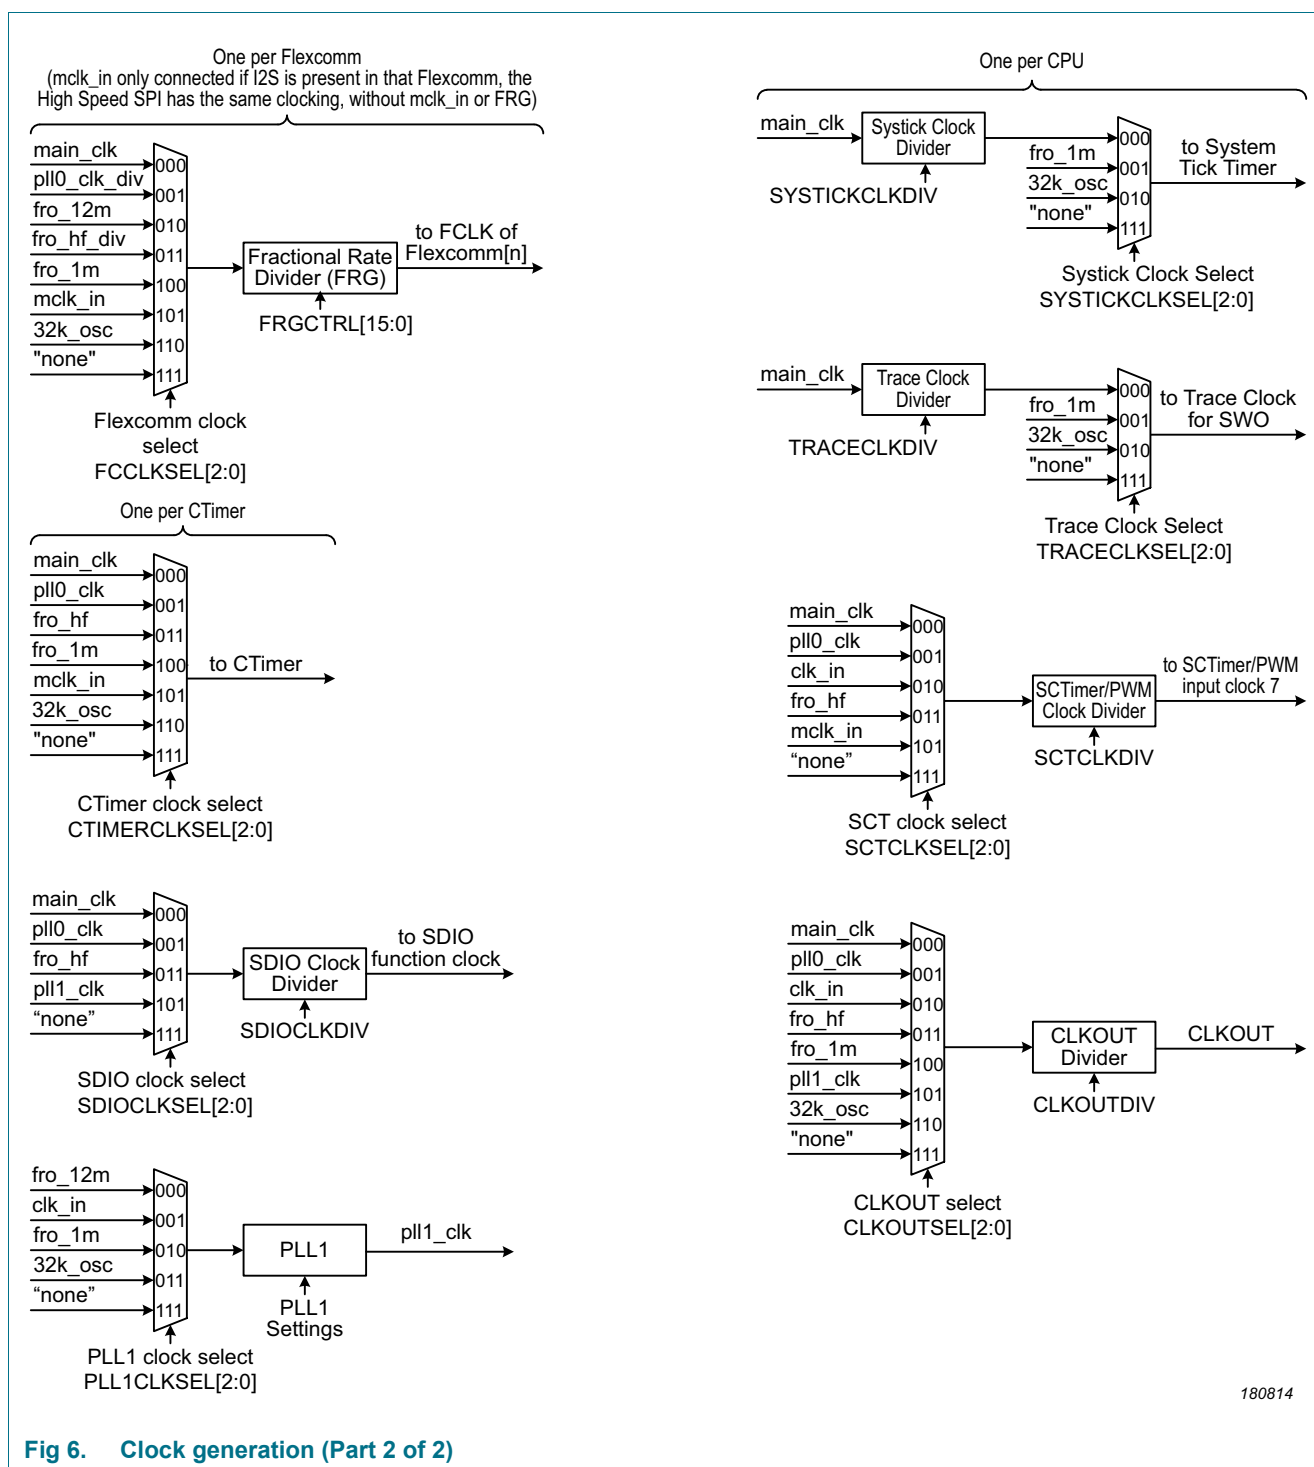 One per Flexcomm
(mclk_in only connected if I2S is present in that Flexcomm, the
High Speed SPI has the same clocking, without mclk_in or FRG)
main_clk
000
pll0_clk_div
001
fro_12m
010
fro_hf_div
011
fro_1m
100
mclk_in
101
32k_osc
110
"none"
111
Fractional Rate
Divider (FRG)
to FCLK of
Flexcomm[n]
FRGCTRL[15:0]
Flexcomm clock
select
FCCLKSEL[2:0]
One per CTimer
main_clk
000
pll0_clk
001
fro_hf
011
fro_1m
100
mclk_in
101
32k_osc
110
"none"
111
to CTimer
CTimer clock select
CTIMERCLKSEL[2:0]
main_clk
000
pll0_clk
001
fro_hf
011
pll1_clk
101
“none”
111
SDIO Clock
Divider
to SDIO
function clock
SDIOCLKDIV
SDIO clock select
SDIOCLKSEL[2:0]
fro_12m
000
clk_in
001
fro_1m
010
32k_osc
011
“none”
111
PLL1
pll1_clk
PLL1
Settings
PLL1 clock select
PLL1CLKSEL[2:0]
One per CPU
main_clk
Systick Clock
Divider
SYSTICKCLKDIV
000
fro_1m
001
32k_osc
010
"none"
111
to System
Tick Timer
Systick Clock Select
SYSTICKCLKSEL[2:0]
main_clk
Trace Clock
Divider
TRACECLKDIV
000
fro_1m
001
32k_osc
010
"none"
111
to Trace Clock
for SWO
Trace Clock Select
TRACECLKSEL[2:0]
main_clk
000
pll0_clk
001
clk_in
010
fro_hf
011
mclk_in
101
“none”
111
SCTimer/PWM
Clock Divider
to SCTimer/PWM
input clock 7
SCTCLKDIV
SCT clock select
SCTCLKSEL[2:0]
main_clk
000
pll0_clk
001
clk_in
010
fro_hf
011
fro_1m
100
pll1_clk
101
32k_osc
110
"none"
111
CLKOUT
Divider
CLKOUT
CLKOUTDIV
CLKOUT select
CLKOUTSEL[2:0]
180814
Fig 6. Clock generation (Part 2 of 2)